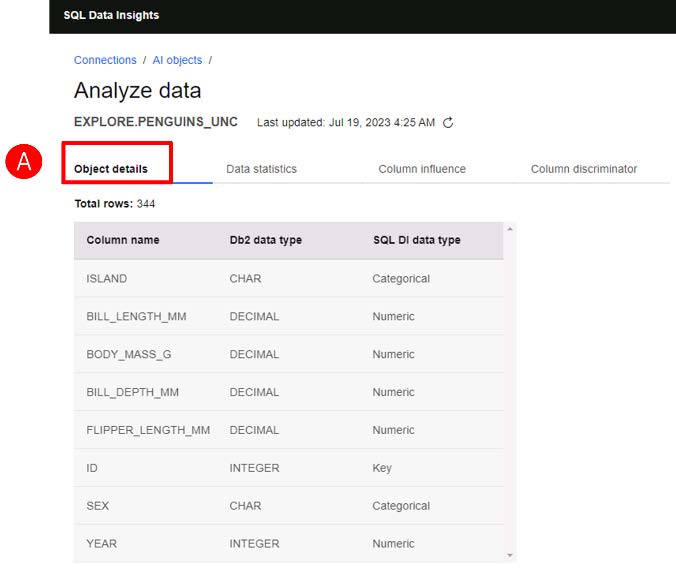 SQL Data Insights
Connections / AI objects /
Analyze data
EXPLORE.PENGUINS_UNC Last updated: Jul 19, 2023 4:25 AM
A
Object details Data statistics Column influence Column discriminator
Total rows: 344
Column name Db2 data type SQL DI data type
ISLAND CHAR Categorical
BILL_LENGTH_MM DECIMAL Numeric
BODY_MASS_G DECIMAL Numeric
BILL_DEPTH_MM DECIMAL Numeric
FLIPPER_LENGTH_MM DECIMAL Numeric
ID INTEGER Key
SEX CHAR Categorical
YEAR INTEGER Numeric